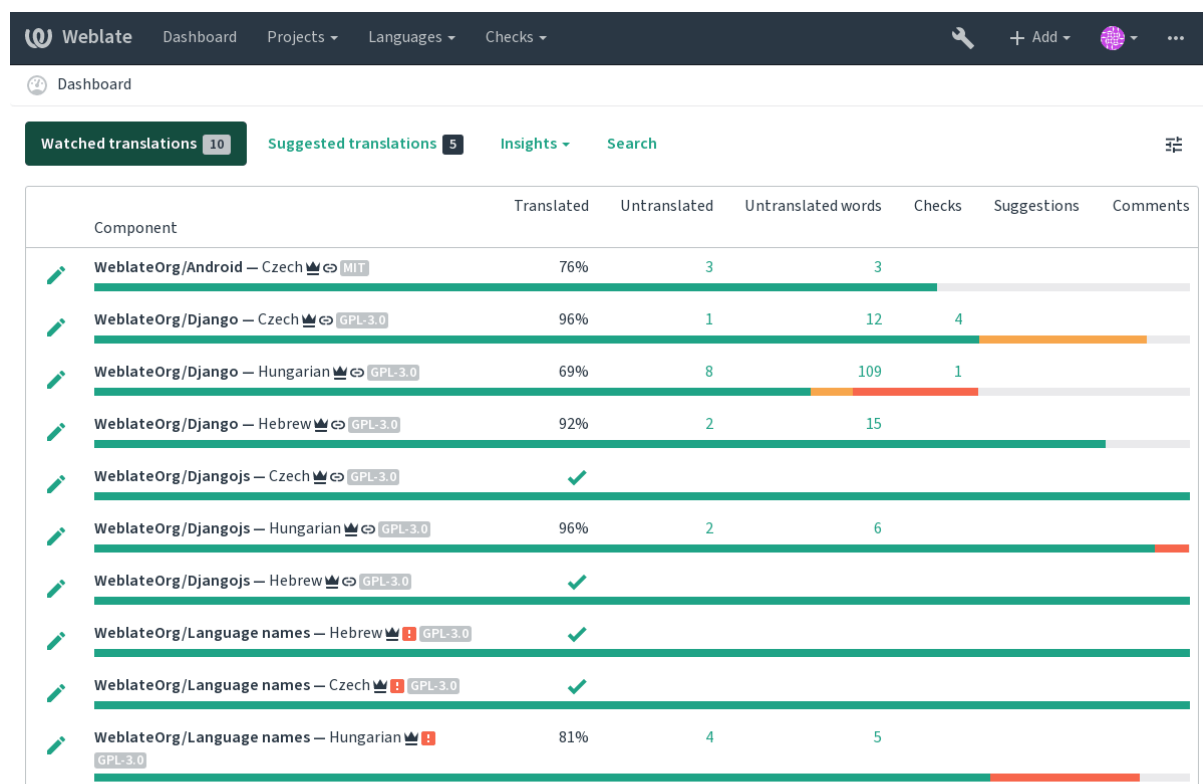 Weblate Dashboard Projects Languages Checks Add
Dashboard
Watched translations 10 Suggested translations 5 Insights Search
Translated Untranslated Untranslated words Checks Suggestions Comments
Component
WeblateOrg/Android — Czech MIT 76% 3 3
WeblateOrg/Django — Czech GPL-3.0 96% 1 12 4
WeblateOrg/Django — Hungarian GPL-3.0 69% 8 109 1
WeblateOrg/Django — Hebrew GPL-3.0 92% 2 15
WeblateOrg/Djangojs — Czech GPL-3.0
WeblateOrg/Djangojs — Hungarian GPL-3.0 96% 2 6
WeblateOrg/Djangojs — Hebrew GPL-3.0
WeblateOrg/Language names — Hebrew GPL-3.0
WeblateOrg/Language names — Czech GPL-3.0
WeblateOrg/Language names — Hungarian 81% 4 5
GPL-3.0